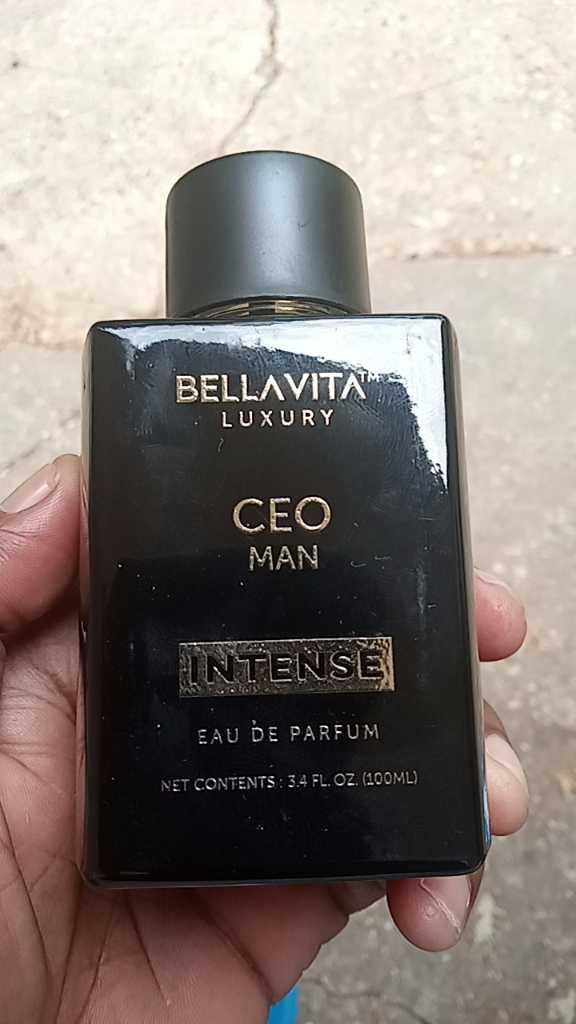 BELLAVITA™
LUXURY
CEO
MAN
INTENSE
EAU DE PARFUM
NET CONTENTS : 3.4 FL. OZ. (100ML)